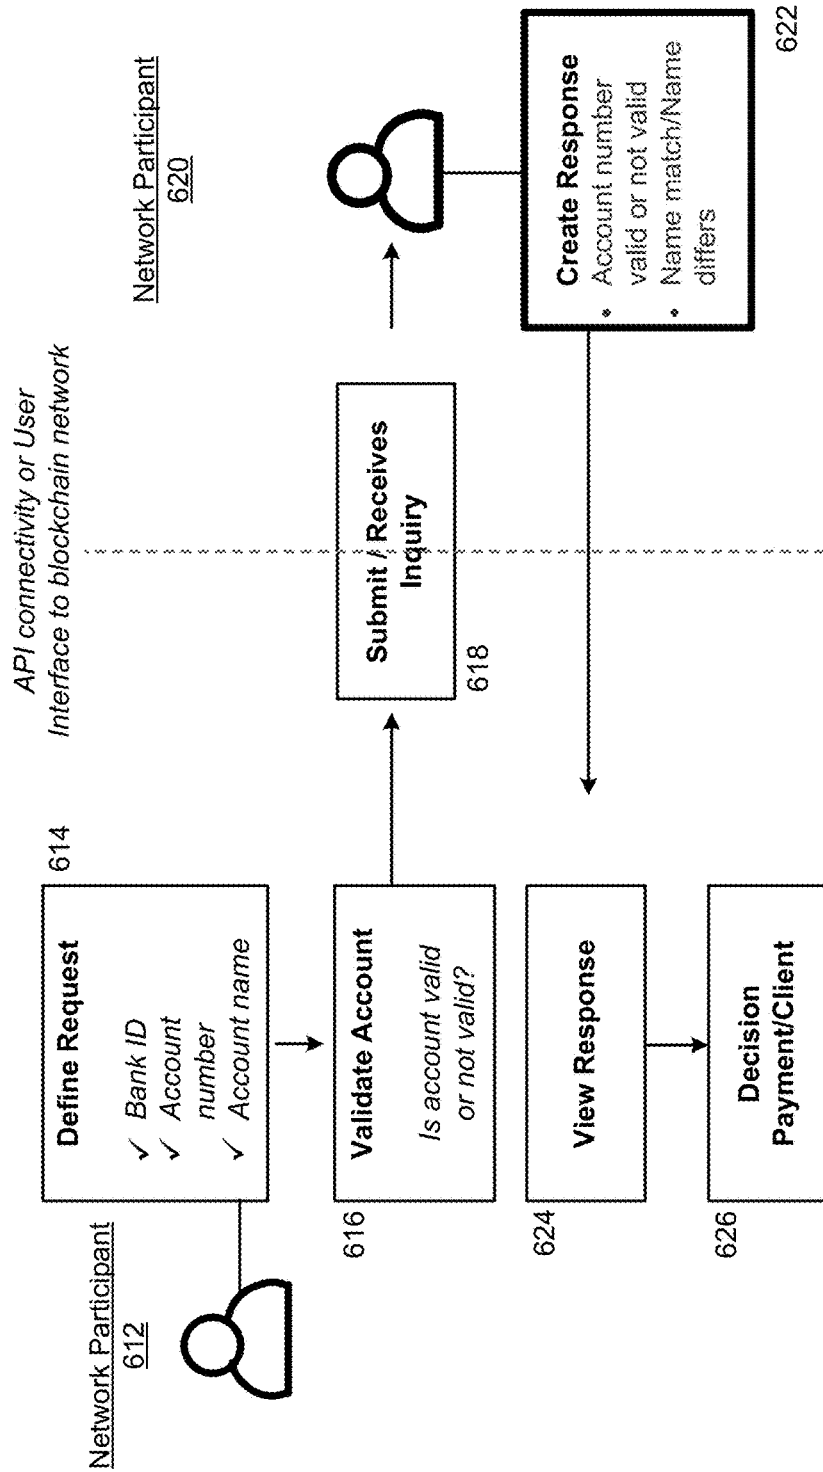 API connectivity or User
Interface to blockchain network
Network Participant
612
Define Request
✓ Bank ID
✓ Account
number
✓ Account name
614
Validate Account
Is account valid
or not valid?
616
Submit / Receives
Inquiry
618
Network Participant
620
Create Response
• Account number
valid or not valid
• Name match/Name
differs
622
View Response
624
Decision
Payment/Client
626